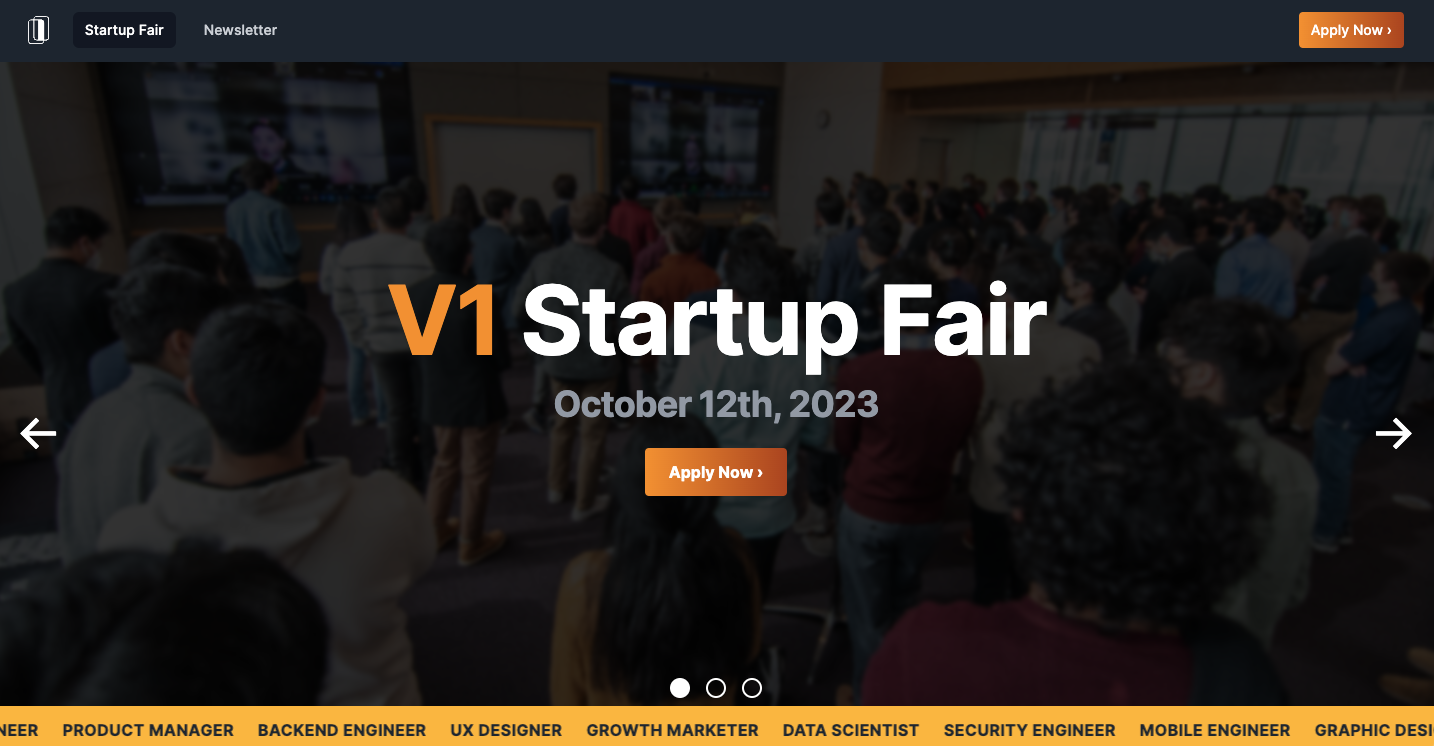 Startup Fair
Newsletter
Apply Now ›
V1 Startup Fair
October 12th, 2023
Apply Now ›
NEER PRODUCT MANAGER BACKEND ENGINEER UX DESIGNER GROWTH MARKETER DATA SCIENTIST SECURITY ENGINEER MOBILE ENGINEER GRAPHIC DESI